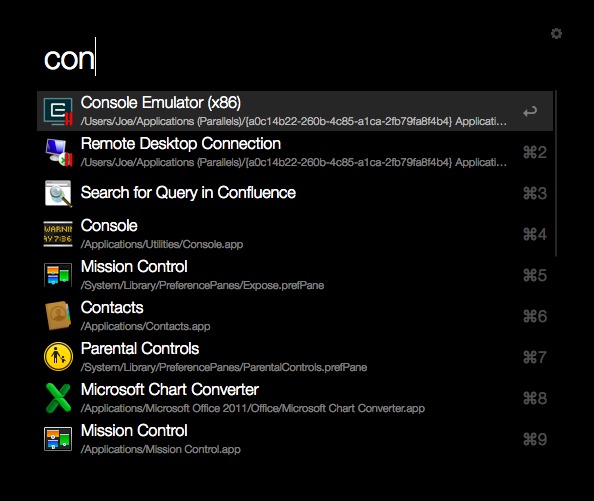 con
Console Emulator (x86)
/Users/Joe/Applications (Parallels)/{a0c14b22-260b-4c85-a1ca-2fb79fa8f4b4} Applicati…
Remote Desktop Connection
/Users/Joe/Applications (Parallels)/{a0c14b22-260b-4c85-a1ca-2fb79fa8f4b4} Applicati…
⌘2
Search for Query in Confluence
⌘3
WARNIN
AY 7:36
Console
/Applications/Utilities/Console.app
⌘4
Mission Control
/System/Library/PreferencePanes/Expose.prefPane
⌘5
Contacts
/Applications/Contacts.app
⌘6
Parental Controls
/System/Library/PreferencePanes/ParentalControls.prefPane
⌘7
Microsoft Chart Converter
/Applications/Microsoft Office 2011/Office/Microsoft Chart Converter.app
⌘8
Mission Control
/Applications/Mission Control.app
⌘9